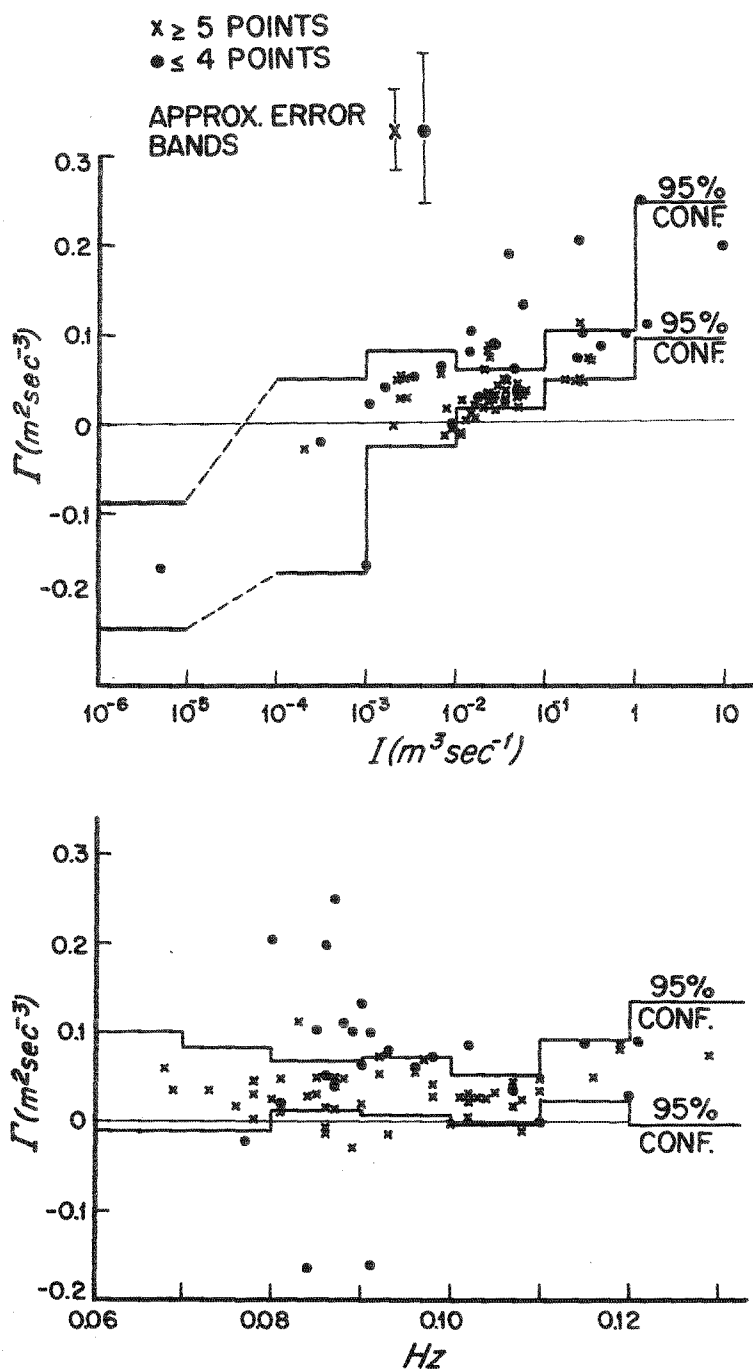 x ≥ 5 POINTS
● ≤ 4 POINTS
APPROX. ERROR
BANDS
0.3
0.2
0.1
0
-0.1
-0.2
Γ(m²sec⁻³)
95%
CONF.
95%
CONF.
10⁻⁶ 10⁻⁵ 10⁻⁴ 10⁻³ 10⁻² 10⁻¹ 1 10
I(m³sec⁻¹)
0.3
0.2
0.1
0
-0.1
-0.2
Γ(m²sec⁻³)
95%
CONF.
95%
CONF.
0.06 0.08 0.10 0.12
Hz